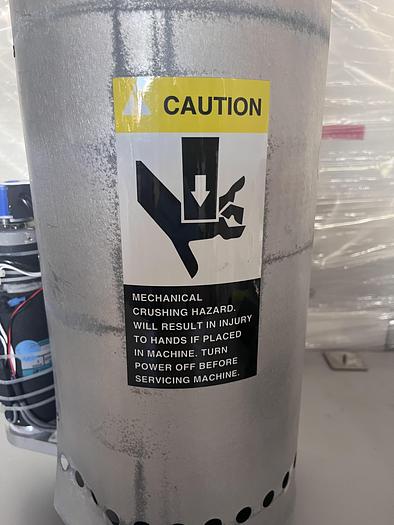 CAUTION
MECHANICAL
CRUSHING HAZARD.
WILL RESULT IN INJURY
TO HANDS IF PLACED
IN MACHINE. TURN
POWER OFF BEFORE
SERVICING MACHINE.